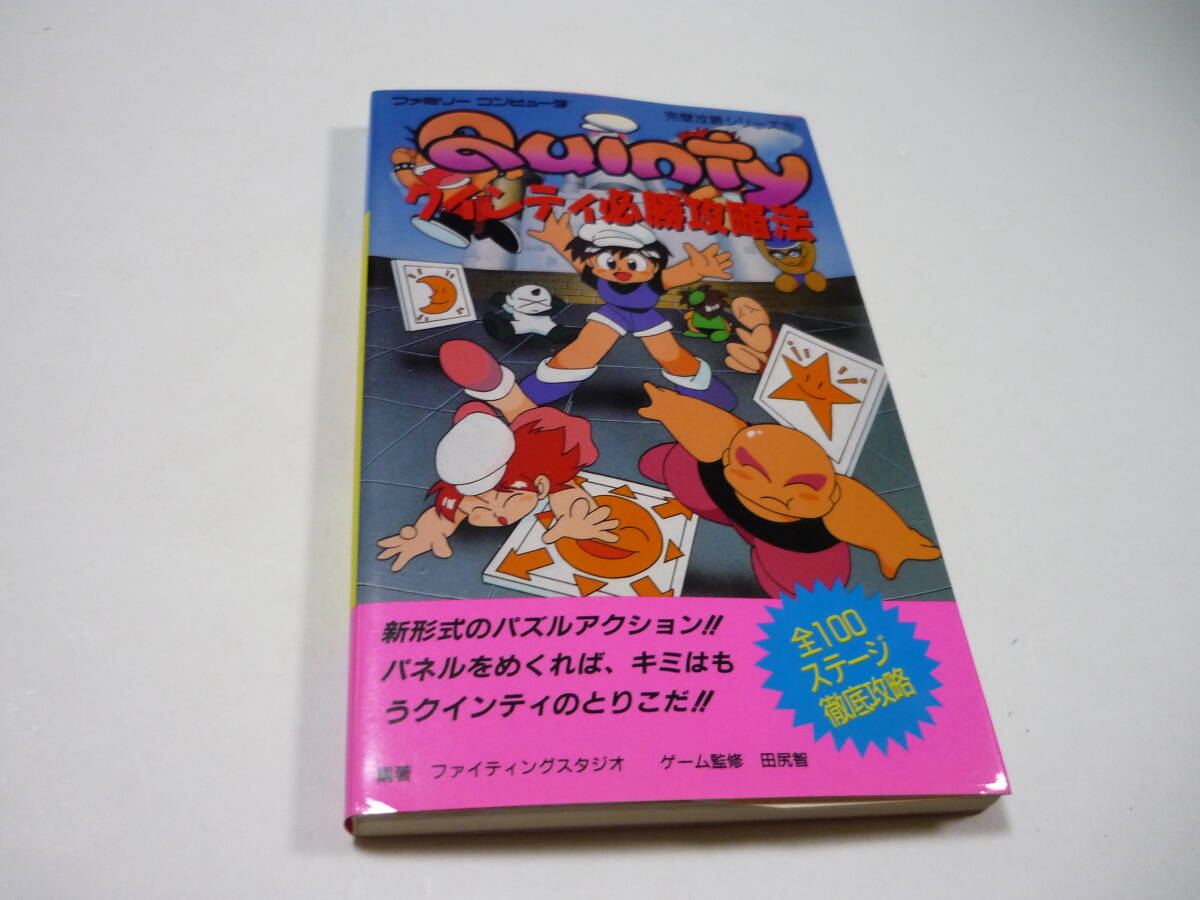 ファミリー コンピュータ
完璧攻略シリーズ
Quinty
クインティ必勝攻略法
新形式のパズルアクション!!
パネルをめくれば、キミはも
うクインティのとりこだ!!
全100
ステージ
徹底攻略
編著 ファイティングスタジオ ゲーム監修 田尻智